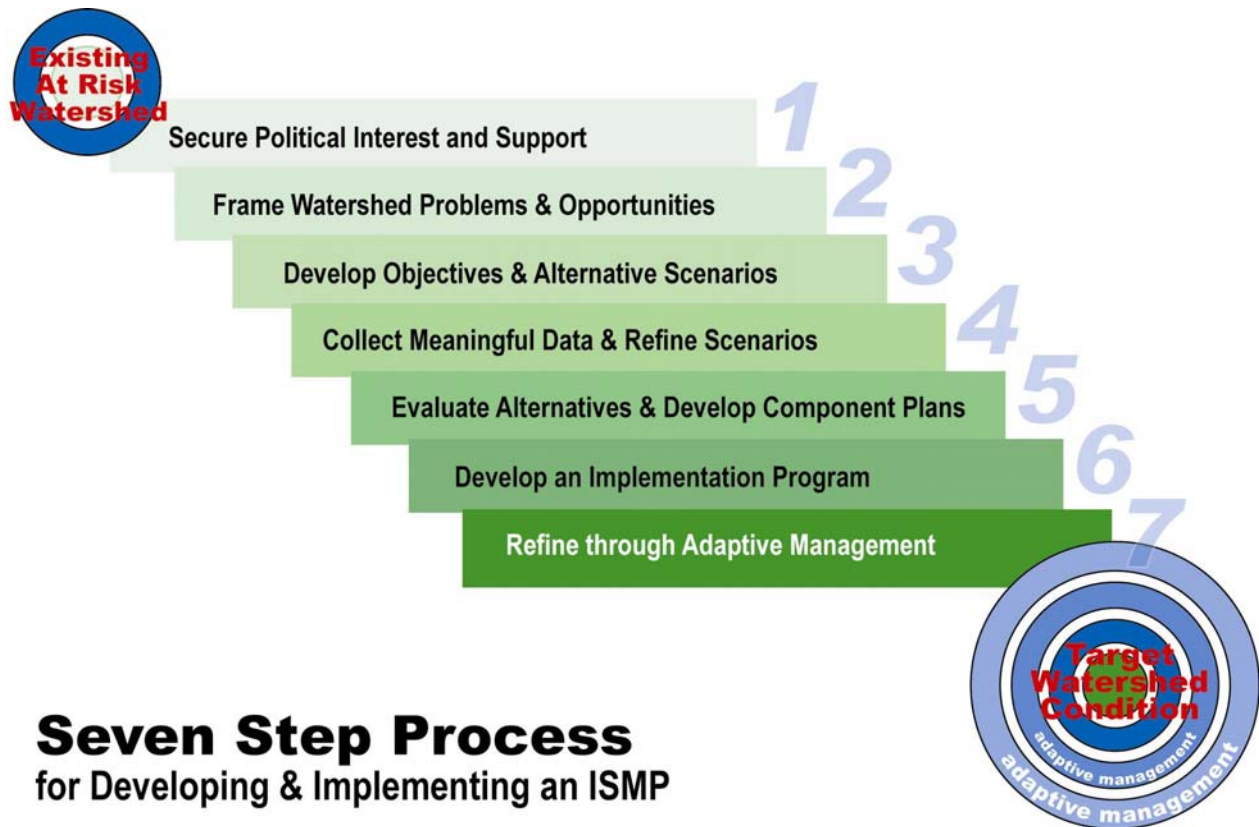 Existing
At Risk
Watershed
Secure Political Interest and Support
1
Frame Watershed Problems & Opportunities
2
Develop Objectives & Alternative Scenarios
3
Collect Meaningful Data & Refine Scenarios
4
Evaluate Alternatives & Develop Component Plans
5
Develop an Implementation Program
6
Refine through Adaptive Management
7
Target
Watershed
Condition
adaptive management
adaptive management
Seven Step Process
for Developing & Implementing an ISMP